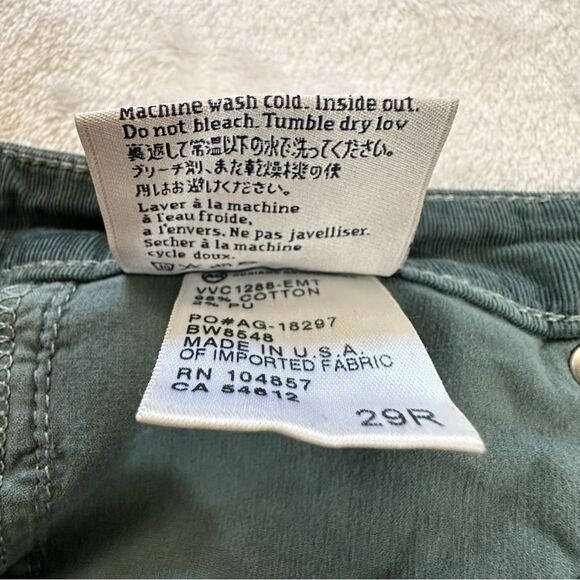 Machine wash cold. Inside out.
Do not bleach. Tumble dry low
裏返して常温以下の水で洗ってください。
ブリーチ剤、また乾燥機の使
用しはお避けください。
Laver à la machine
à l'eau froide,
a l'envers. Ne pas javelliser.
Secher à la machine
cycle doux.
VVC1288-EMT
98% COTTON
2% PU
PO#AG-18297
BW8548
MADE IN U.S.A.
OF IMPORTED FABRIC
RN 104857
CA 54612
29R